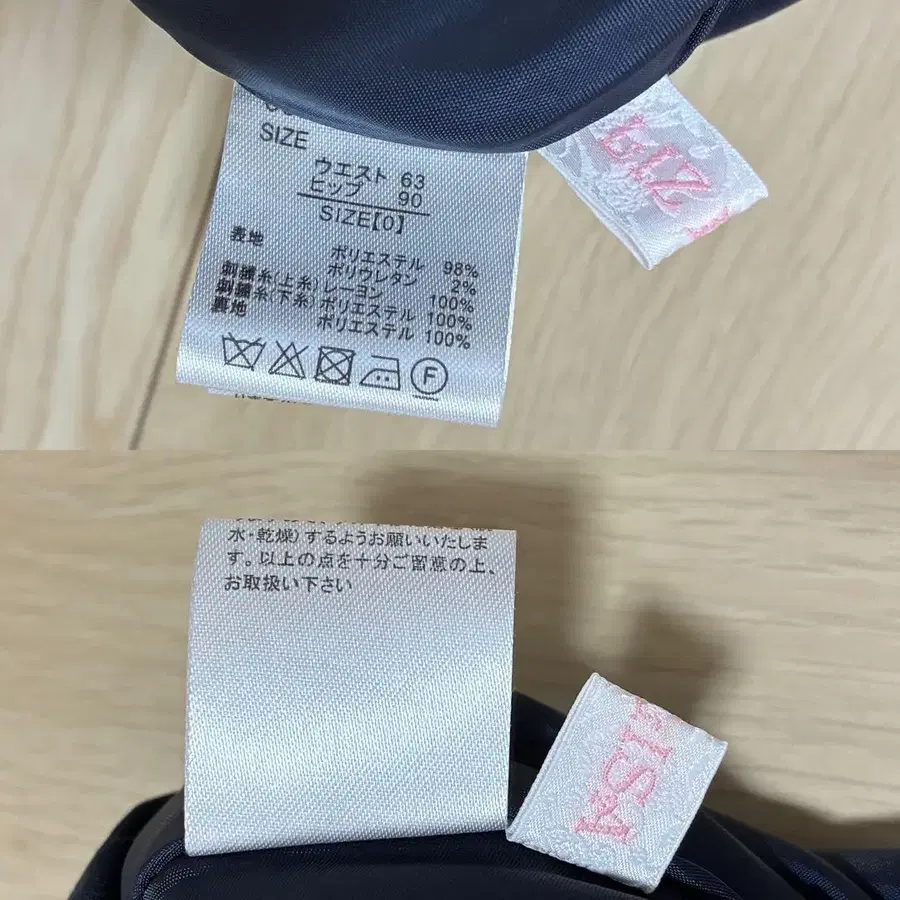 SIZE
ウエスト 63
ヒップ 90
SIZE【0】
表地 ポリエステル 98%
ポリウレタン 2%
刺繍糸(上糸)レーヨン 100%
刺繍糸(下糸)ポリエステル 100%
裏地 ポリエステル 100%
F
LIZ
水・乾燥)するようお願いいたしま
す。以上の点を十分ご留意の上、
お取扱い下さい
ISA